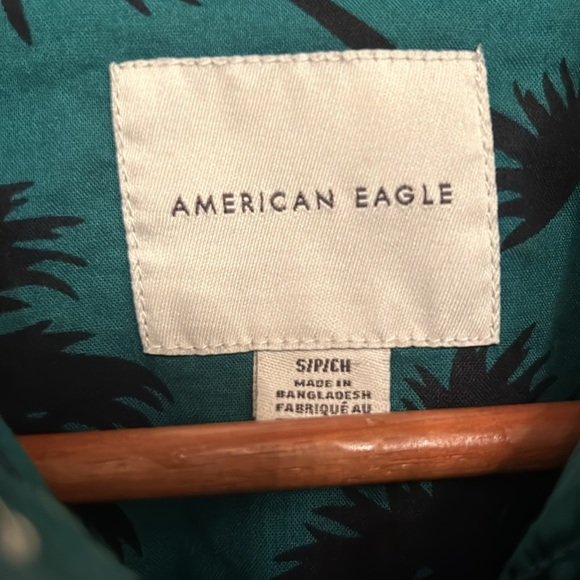 AMERICAN EAGLE
S/P/CH
MADE IN
BANGLADESH
FABRIQUÉ AU